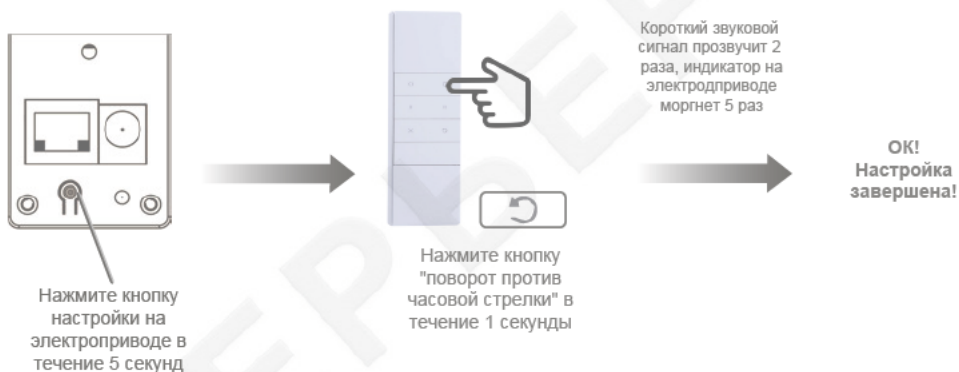 Нажмите кнопку
настройки на
электроприводе в
течение 5 секунд
Нажмите кнопку
"поворот против
часовой стрелки" в
течение 1 секунды
Короткий звуковой
сигнал прозвучит 2
раза, индикатор на
электродприводе
моргнет 5 раз
ОК!
Настройка
завершена!